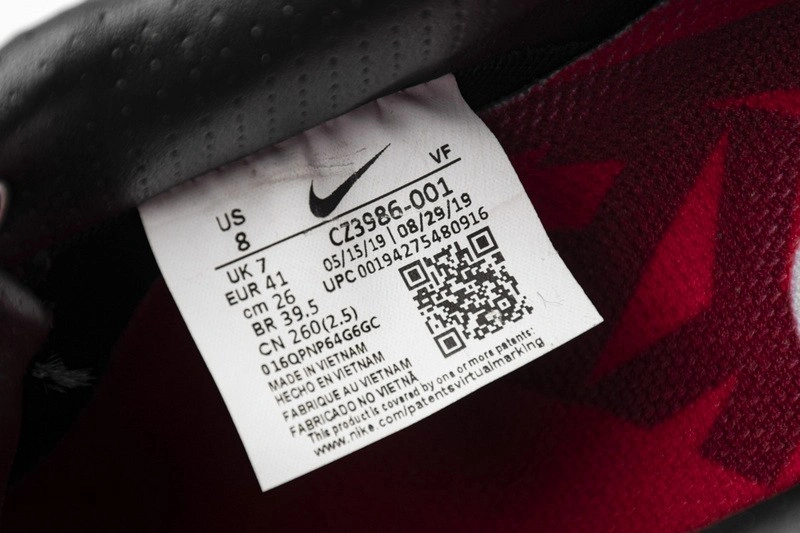 US
8
VF
CZ3986-001
05/15/19 | 08/29/19
UPC 00194275480916
UK 7
EUR 41
cm 26
BR 39.5
CN 260(2.5)
016QPNP64G6GC
MADE IN VIETNAM
HECHO EN VIETNAM
FABRIQUE AU VIETNAM
FABRICADO NO VIETNÃ
This product is covered by one or more patents:
www.nike.com/patentsvirtualmarking